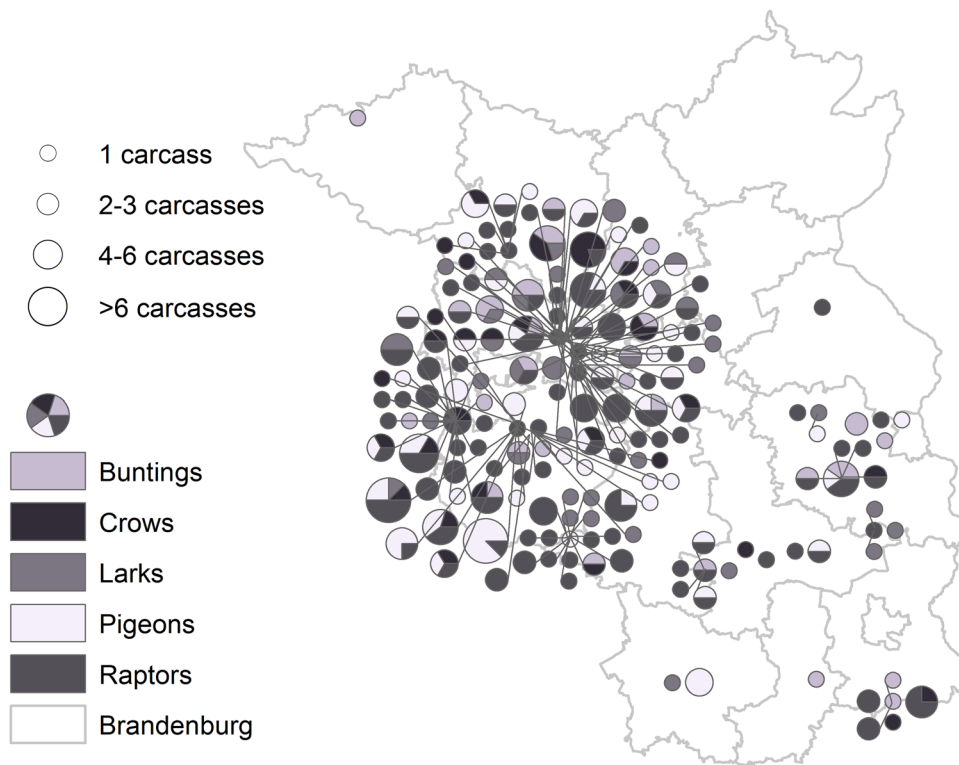 1 carcass
2-3 carcasses
4-6 carcasses
>6 carcasses
Buntings
Crows
Larks
Pigeons
Raptors
Brandenburg